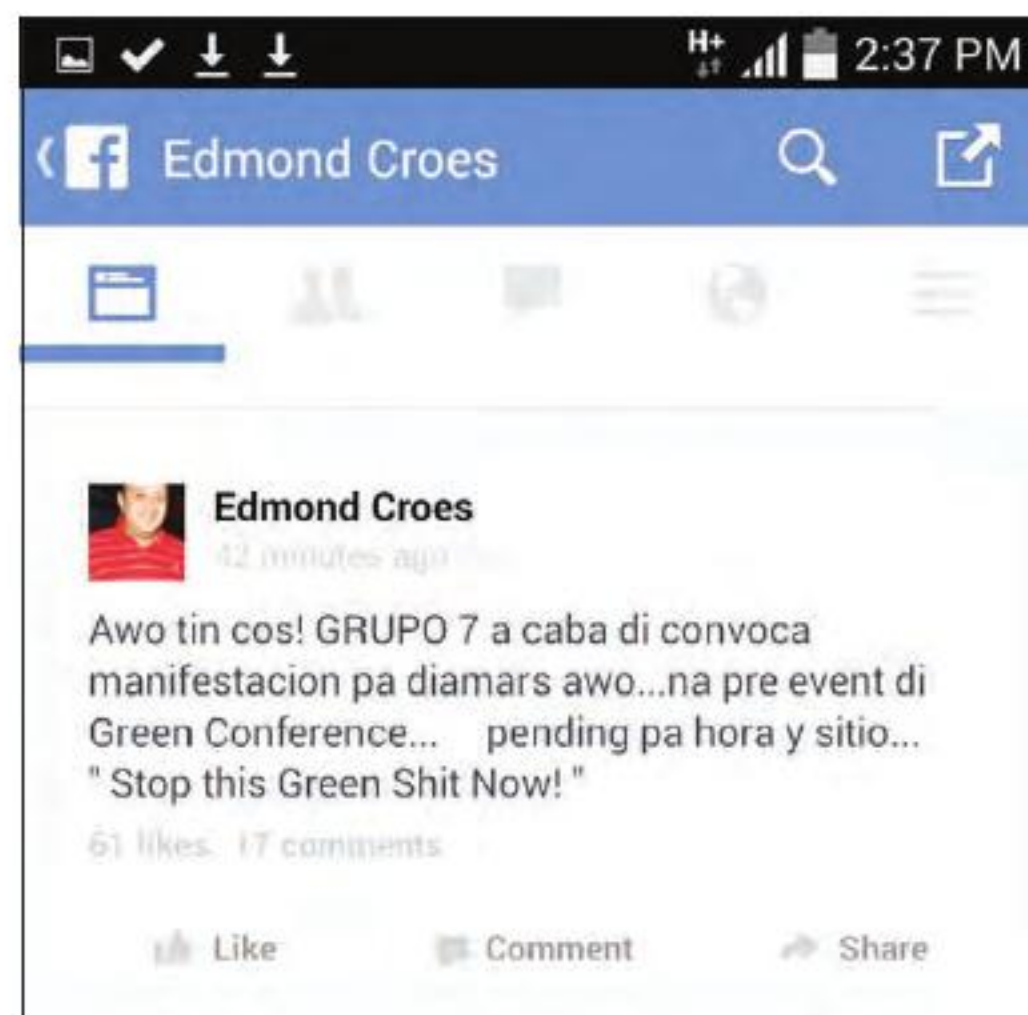 H+ 2:37 PM
Edmond Croes
Edmond Croes
42 minutes ago
Awo tin cos! GRUPO 7 a caba di convoca
manifestacion pa diamars awo...na pre event di
Green Conference... pending pa hora y sitio...
" Stop this Green Shit Now! "
61 likes 17 comments
Like Comment Share